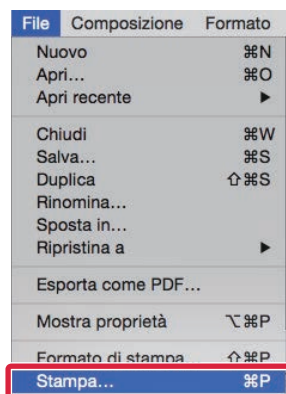 File Composizione Formato
Nuovo ⌘N
Apri... ⌘O
Apri recente ▶
Chiudi ⌘W
Salva... ⌘S
Duplica ⇧⌘S
Rinomina...
Sposta in...
Ripristina a ▶
Esporta come PDF...
Mostra proprietà ⌥⌘P
Formato di stampa... ⇧⌘P
Stampa... ⌘P